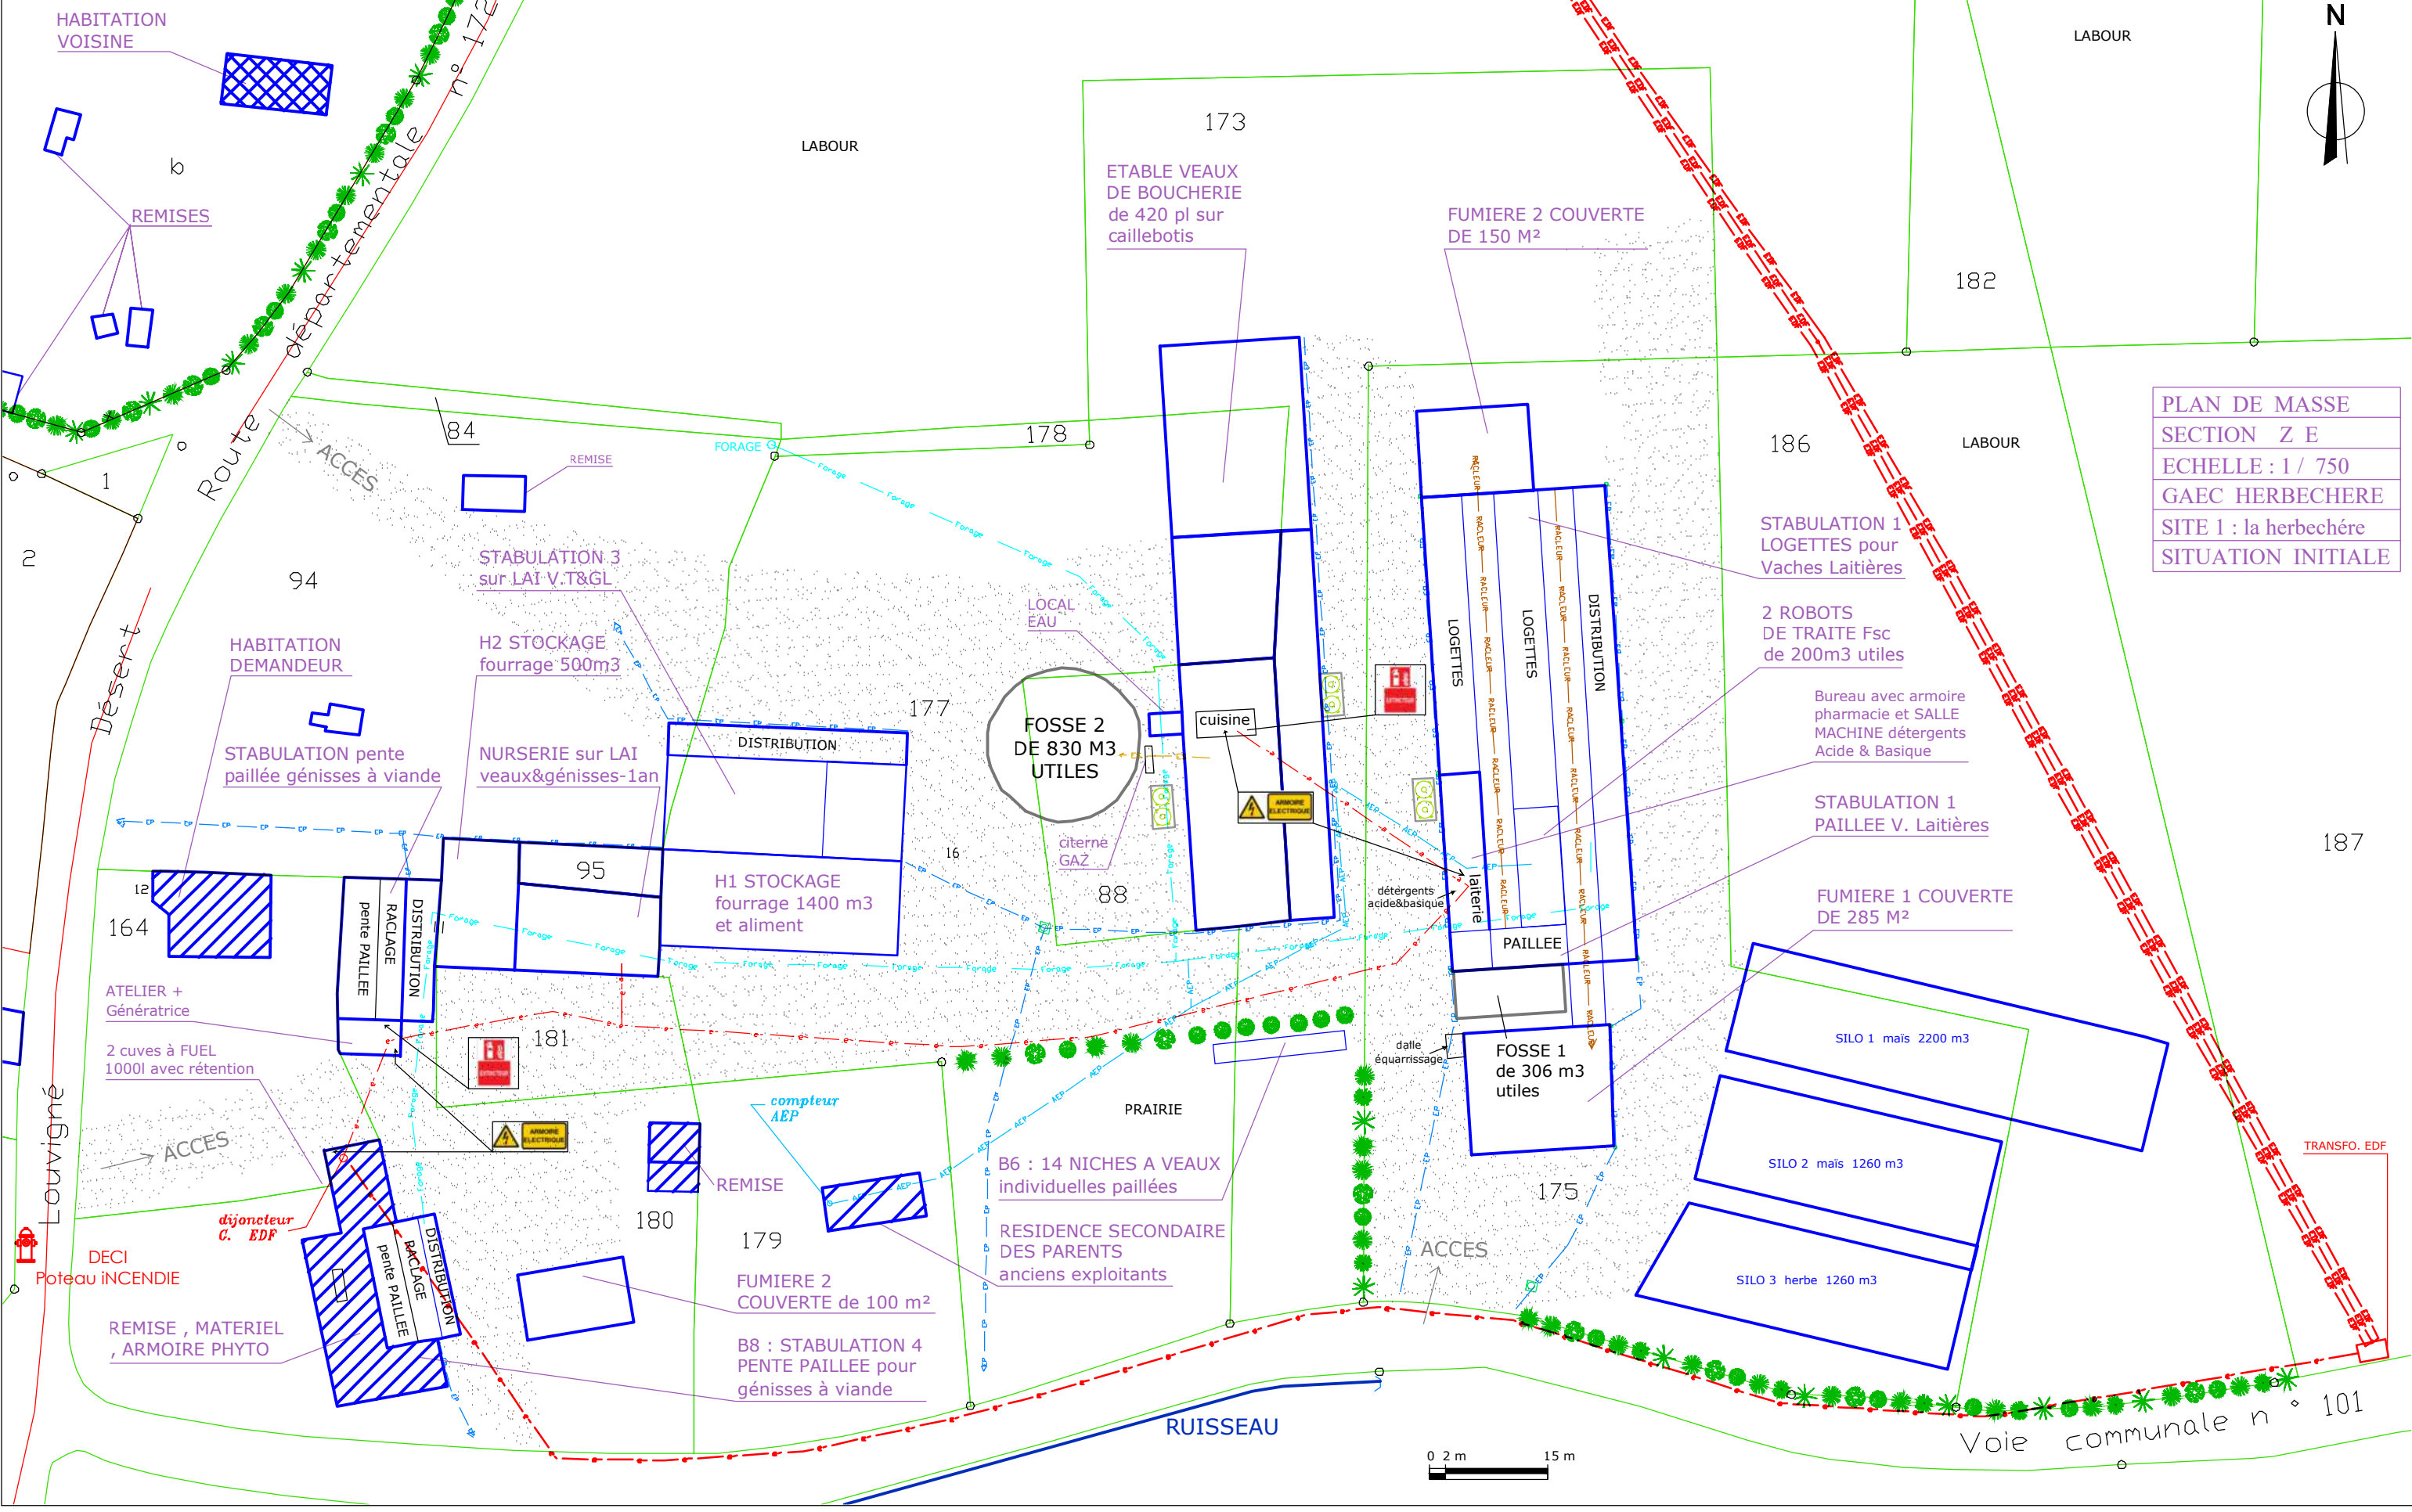 HABITATION
VOISINE
REMISES
b
Route départementale n° 172
LABOUR
173
ETABLE VEAUX
DE BOUCHERIE
de 420 pl sur
caillebotis
FUMIERE 2 COUVERTE
DE 150 M²
LABOUR
N
182
PLAN DE MASSE
SECTION Z E
ECHELLE : 1 / 750
GAEC HERBECHERE
SITE 1 : la herbechére
SITUATION INITIALE
1
2
ACCES
84
REMISE
FORAGE
178
186
LABOUR
94
STABULATION 3
sur LAI V.T&GL
H2 STOCKAGE
fourrage 500m3
HABITATION
DEMANDEUR
STABULATION pente
paillée génisses à viande
NURSERIE sur LAI
veaux&génisses-1an
LOCAL
EAU
177
DISTRIBUTION
FOSSE 2
DE 830 M3
UTILES
citerne
GAZ
cuisine
ARMOIRE
ELECTRIQUE
EXTINCTEUR
LOGETTES
LOGETTES
DISTRIBUTION
RACLEUR
RACLEUR
STABULATION 1
LOGETTES pour
Vaches Laitières
2 ROBOTS
DE TRAITE Fsc
de 200m3 utiles
Bureau avec armoire
pharmacie et SALLE
MACHINE détergents
Acide & Basique
STABULATION 1
PAILLEE V. Laitières
FUMIERE 1 COUVERTE
DE 285 M²
187
Désert
12
164
95
16
88
H1 STOCKAGE
fourrage 1400 m3
et aliment
11
pente PAILLEE
RACLAGE
DISTRIBUTION
détergents
acide&basique
laiterie
PAILLEE
ATELIER +
Génératrice
2 cuves à FUEL
1000l avec rétention
181
EXTINCTEUR
ARMOIRE
ELECTRIQUE
dalle
équarrissage
FOSSE 1
de 306 m3
utiles
SILO 1 maïs 2200 m3
SILO 2 maïs 1260 m3
SILO 3 herbe 1260 m3
TRANSFO. EDF
Louvigné
ACCES
compteur
AEP
PRAIRIE
REMISE
180
179
B6 : 14 NICHES A VEAUX
individuelles paillées
RESIDENCE SECONDAIRE
DES PARENTS
anciens exploitants
175
ACCES
dijoncteur
C. EDF
DECI
Poteau iNCENDIE
pente PAILLEE
RACLAGE
DISTRIBUTION
REMISE , MATERIEL
, ARMOIRE PHYTO
FUMIERE 2
COUVERTE de 100 m²
B8 : STABULATION 4
PENTE PAILLEE pour
génisses à viande
RUISSEAU
0 2 m 15 m
Voie communale n ° 101